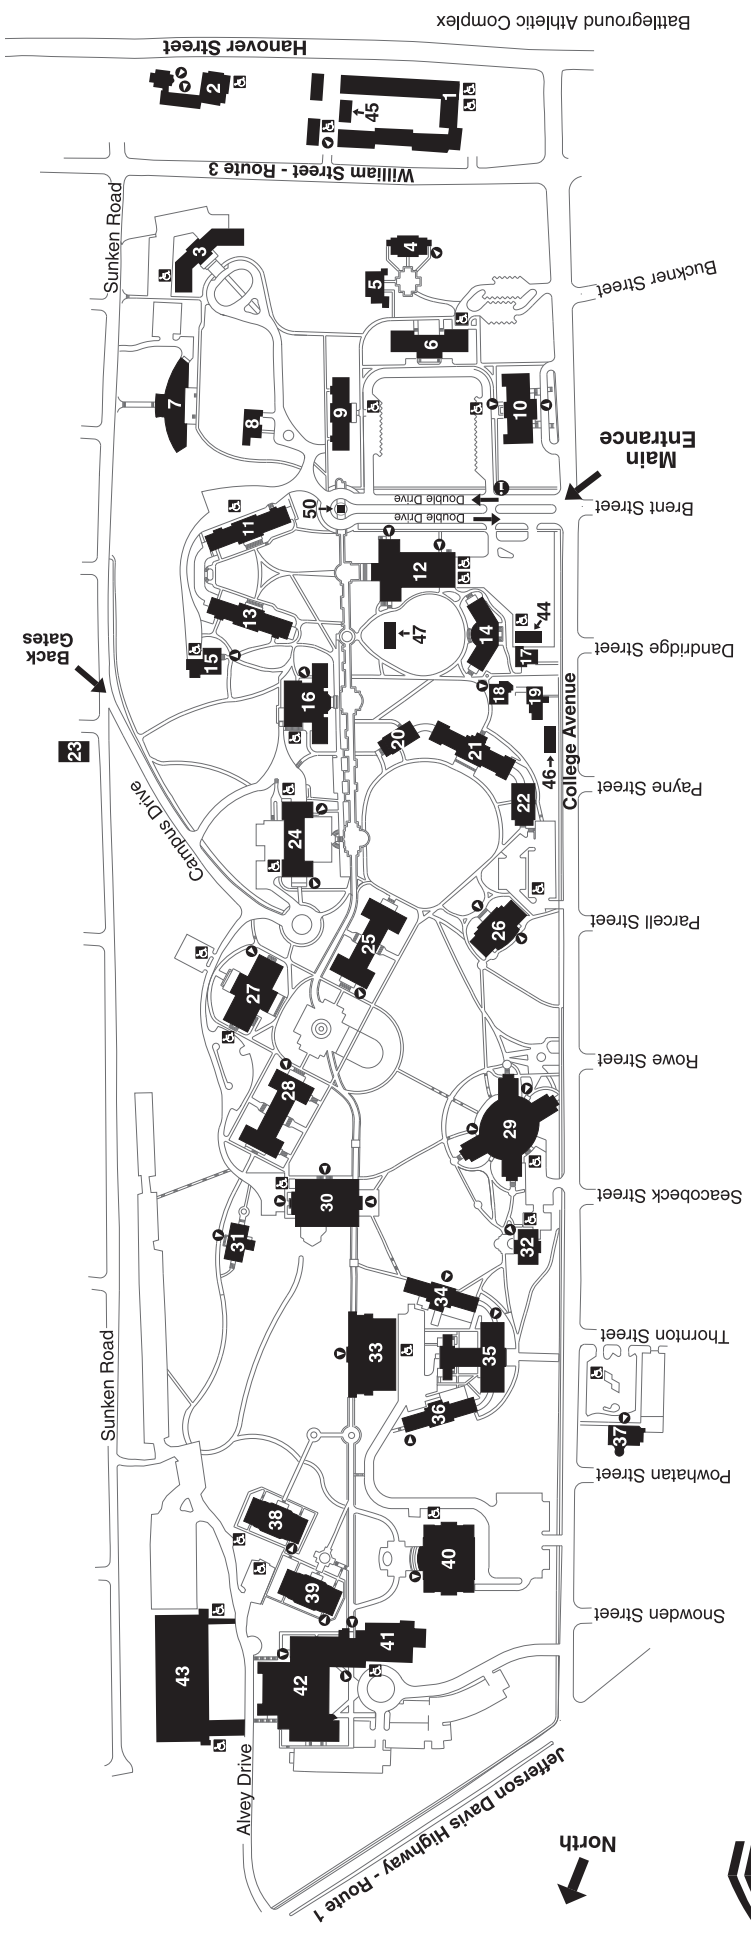 Battleground Athletic Complex
Hanover Street
2
1
45
William Street - Route 3
Sunken Road
3
4
5
Buckner Street
6
7
8
9
10
Main
Entrance
Double Drive
Double Drive
Brent Street
50
11
12
13
47
14
44
15
17
Dandridge Street
Back
Gates
16
18
19
College Avenue
23
20
21
46
Payne Street
Campus Drive
22
24
Parcell Street
25
26
27
Rowe Street
28
29
30
Seacobeck Street
31
32
34
33
35
Thornton Street
Sunken Road
36
37
Powhatan Street
38
40
39
Snowden Street
41
43
42
Alvey Drive
Jefferson Davis Highway - Route 1
North